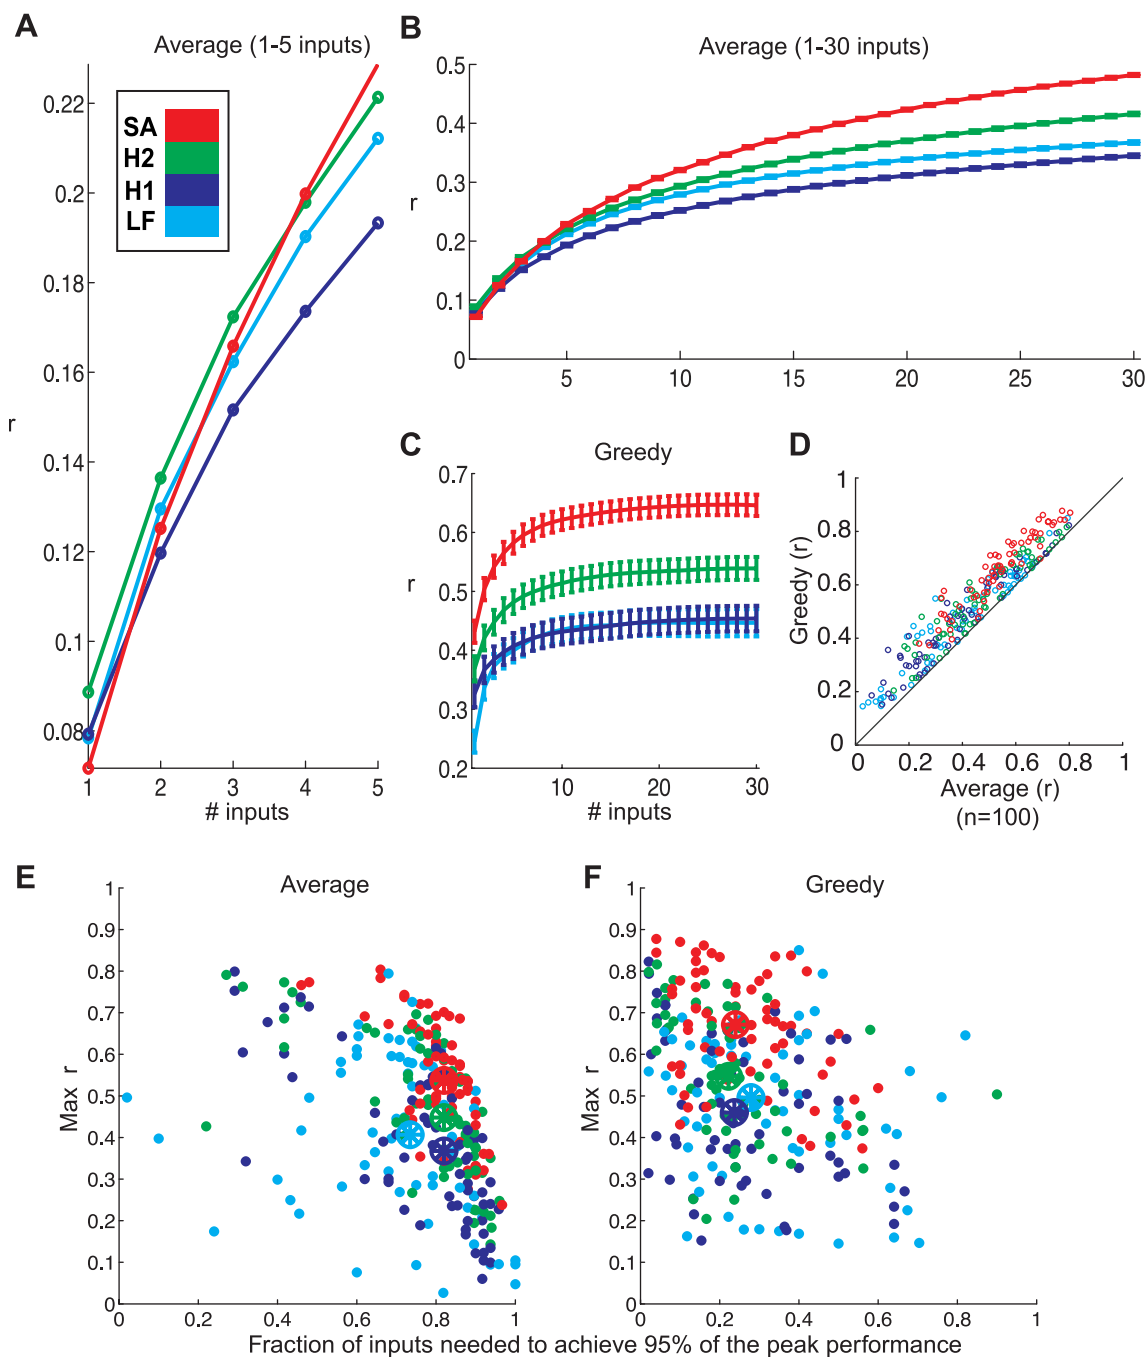 A
Average (1-5 inputs)
SA
H2
H1
LF
0.22
0.2
0.18
0.16
0.14
0.12
0.1
0.08
r
1 2 3 4 5
# inputs
B
Average (1-30 inputs)
0.5
0.4
0.3
0.2
0.1
0
r
5 10 15 20 25 30
C
Greedy
0.7
0.6
0.5
0.4
0.3
0.2
r
10 20 30
# inputs
D
1
0.8
0.6
0.4
0.2
0
Greedy (r)
0 0.2 0.4 0.6 0.8 1
Average (r)
(n=100)
E
Average
1
0.9
0.8
0.7
0.6
0.5
0.4
0.3
0.2
0.1
0
Max r
0 0.2 0.4 0.6 0.8 1
F
Greedy
1
0.9
0.8
0.7
0.6
0.5
0.4
0.3
0.2
0.1
0
Max r
0 0.2 0.4 0.6 0.8 1
Fraction of inputs needed to achieve 95% of the peak performance